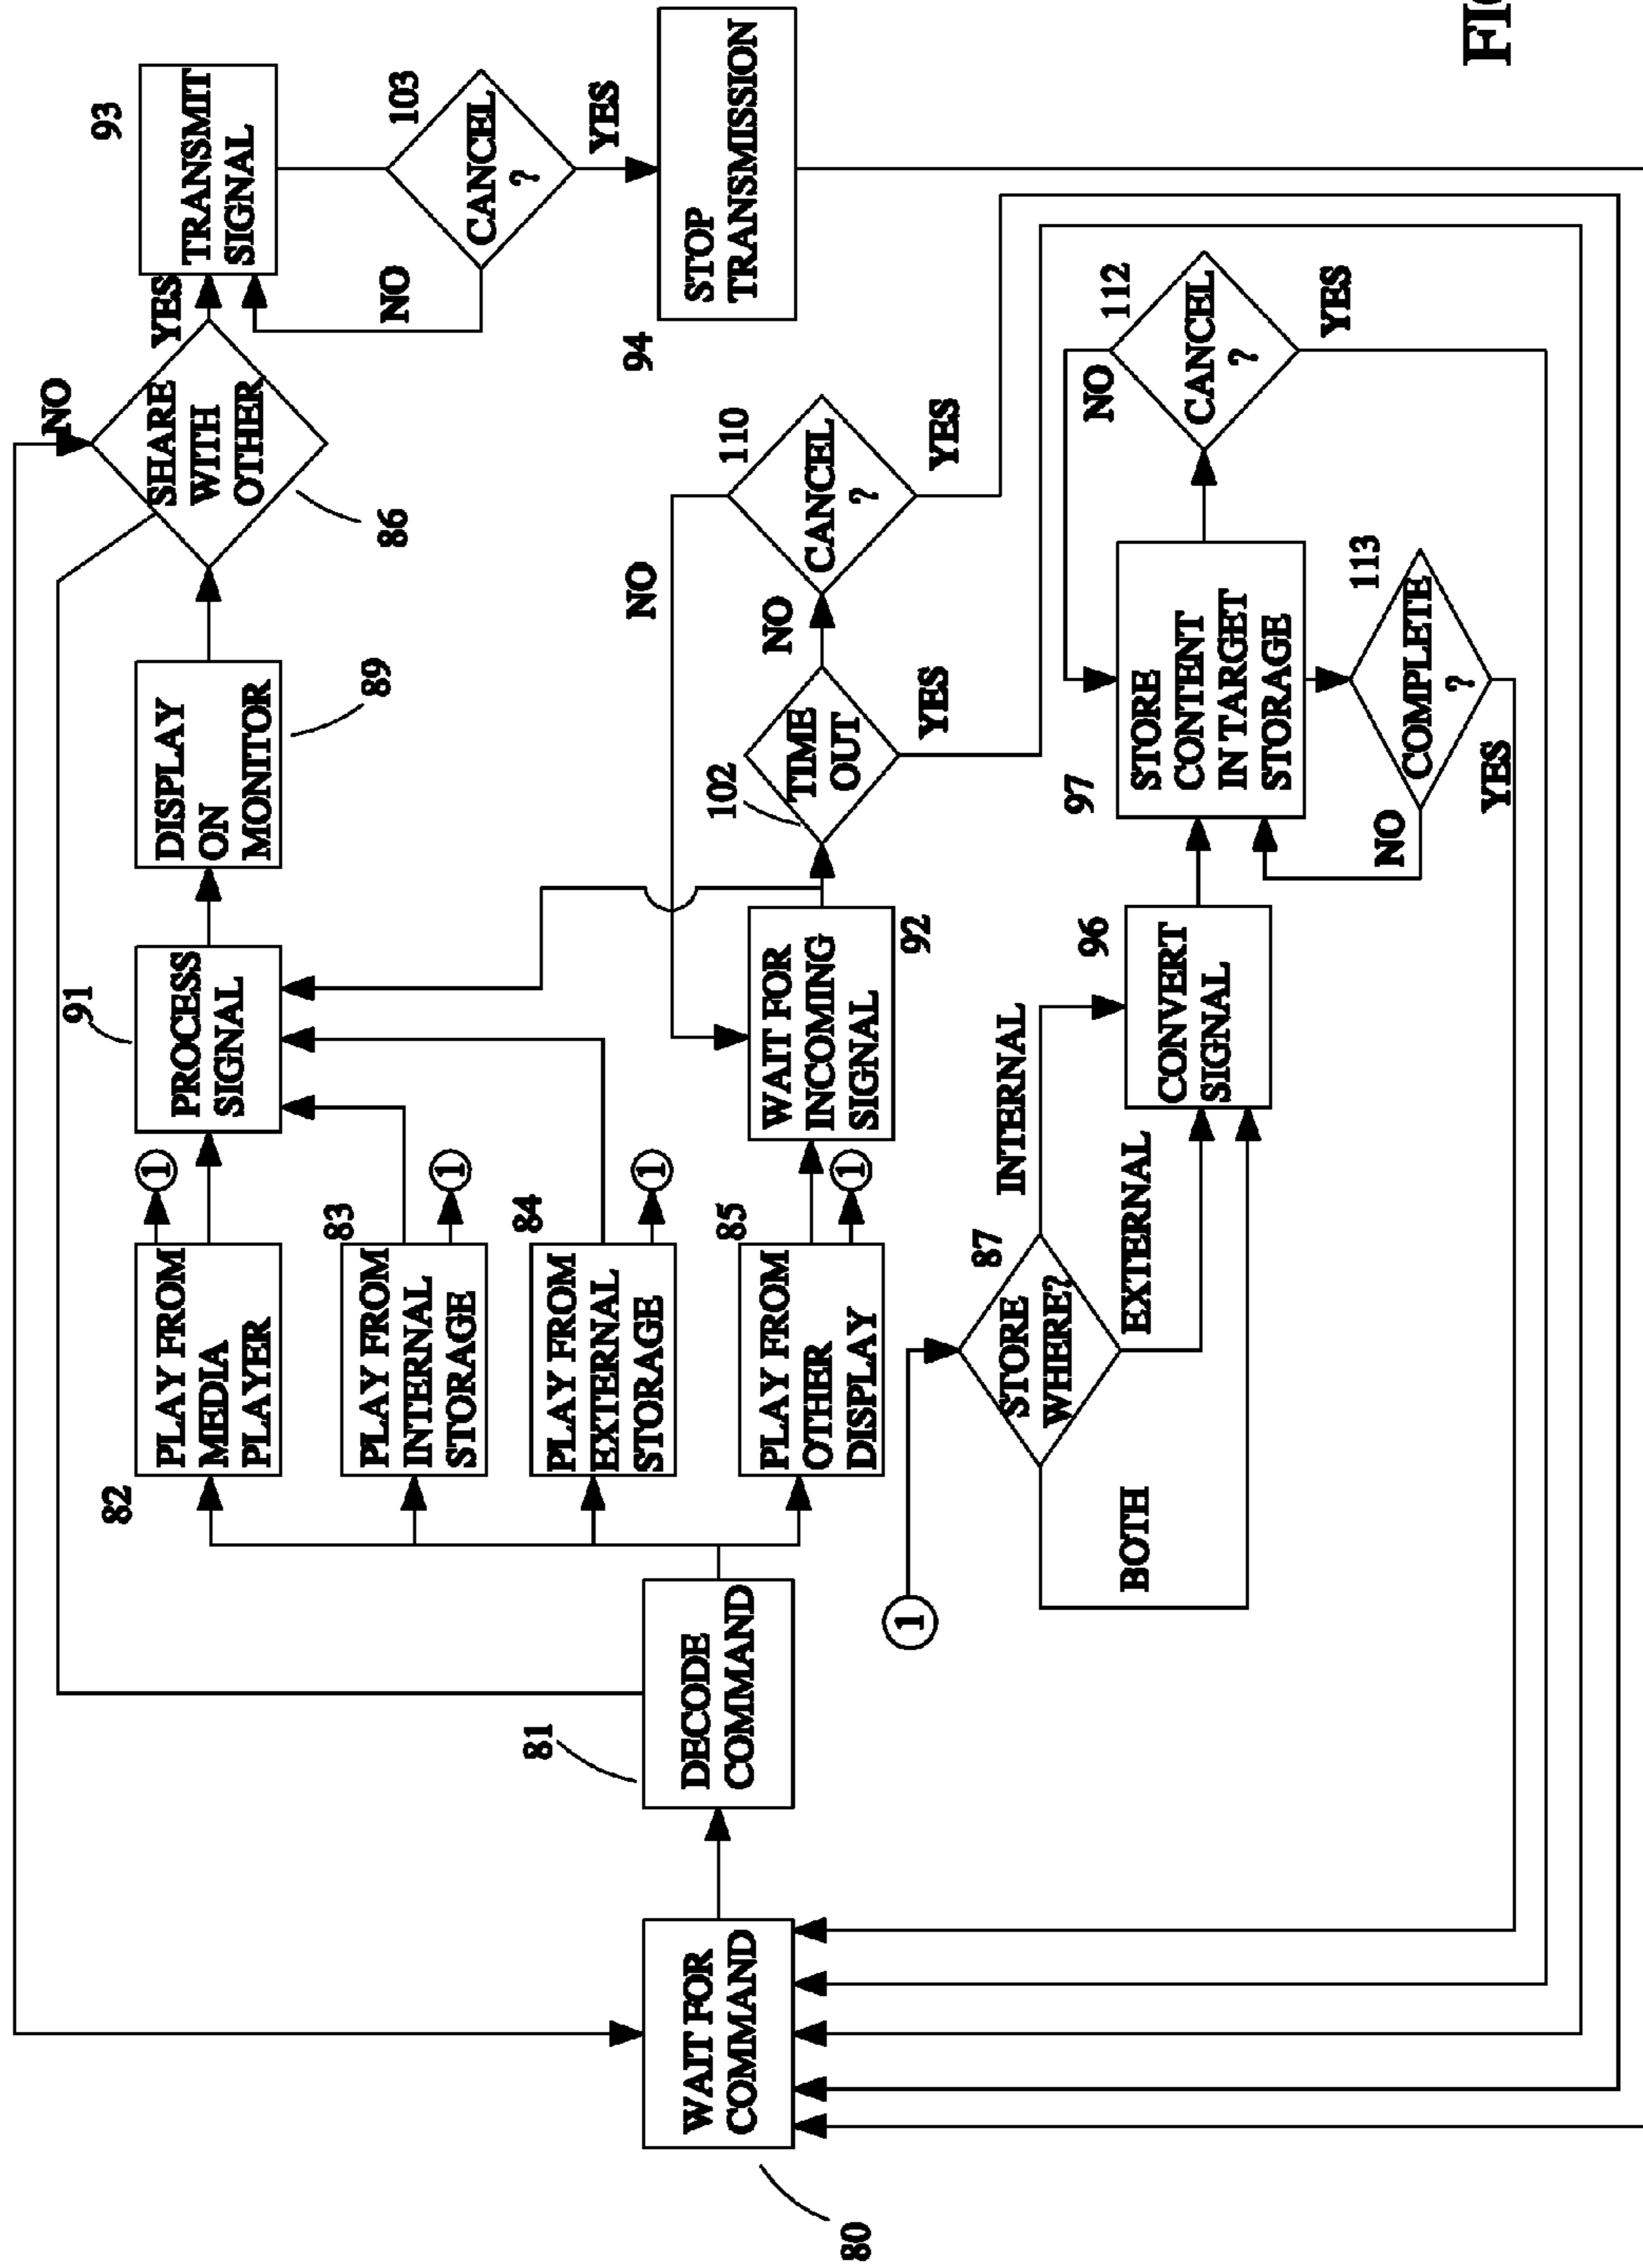 80
WAIT FOR
COMMAND
81
DECODE
COMMAND
82
PLAY FROM
MEDIA
PLAYER
1
83
PLAY FROM
INTERNAL
STORAGE
1
84
PLAY FROM
EXTERNAL
STORAGE
1
85
PLAY FROM
OTHER
DISPLAY
1
91
PROCESS
SIGNAL
DISPLAY
ON
MONITOR
89
NO
SHARE
WITH
OTHER
86
YES
93
TRANSMIT
SIGNAL
NO
103
CANCEL
?
YES
94
STOP
TRANSMISSION
WAIT FOR
INCOMING
SIGNAL
92
102
TIME
OUT
YES
NO
NO
110
CANCEL
?
YES
1
87
STORE
WHERE?
BOTH
EXTERNAL
INTERNAL
96
CONVERT
SIGNAL
97
STORE
CONTENT
IN TARGET
STORAGE
NO
112
CANCEL
?
YES
NO
113
COMPLETE
?
YES